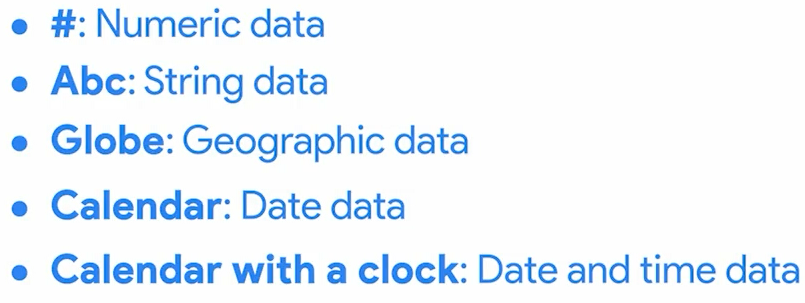 • #: Numeric data
• Abc: String data
• Globe: Geographic data
• Calendar: Date data
• Calendar with a clock: Date and time data